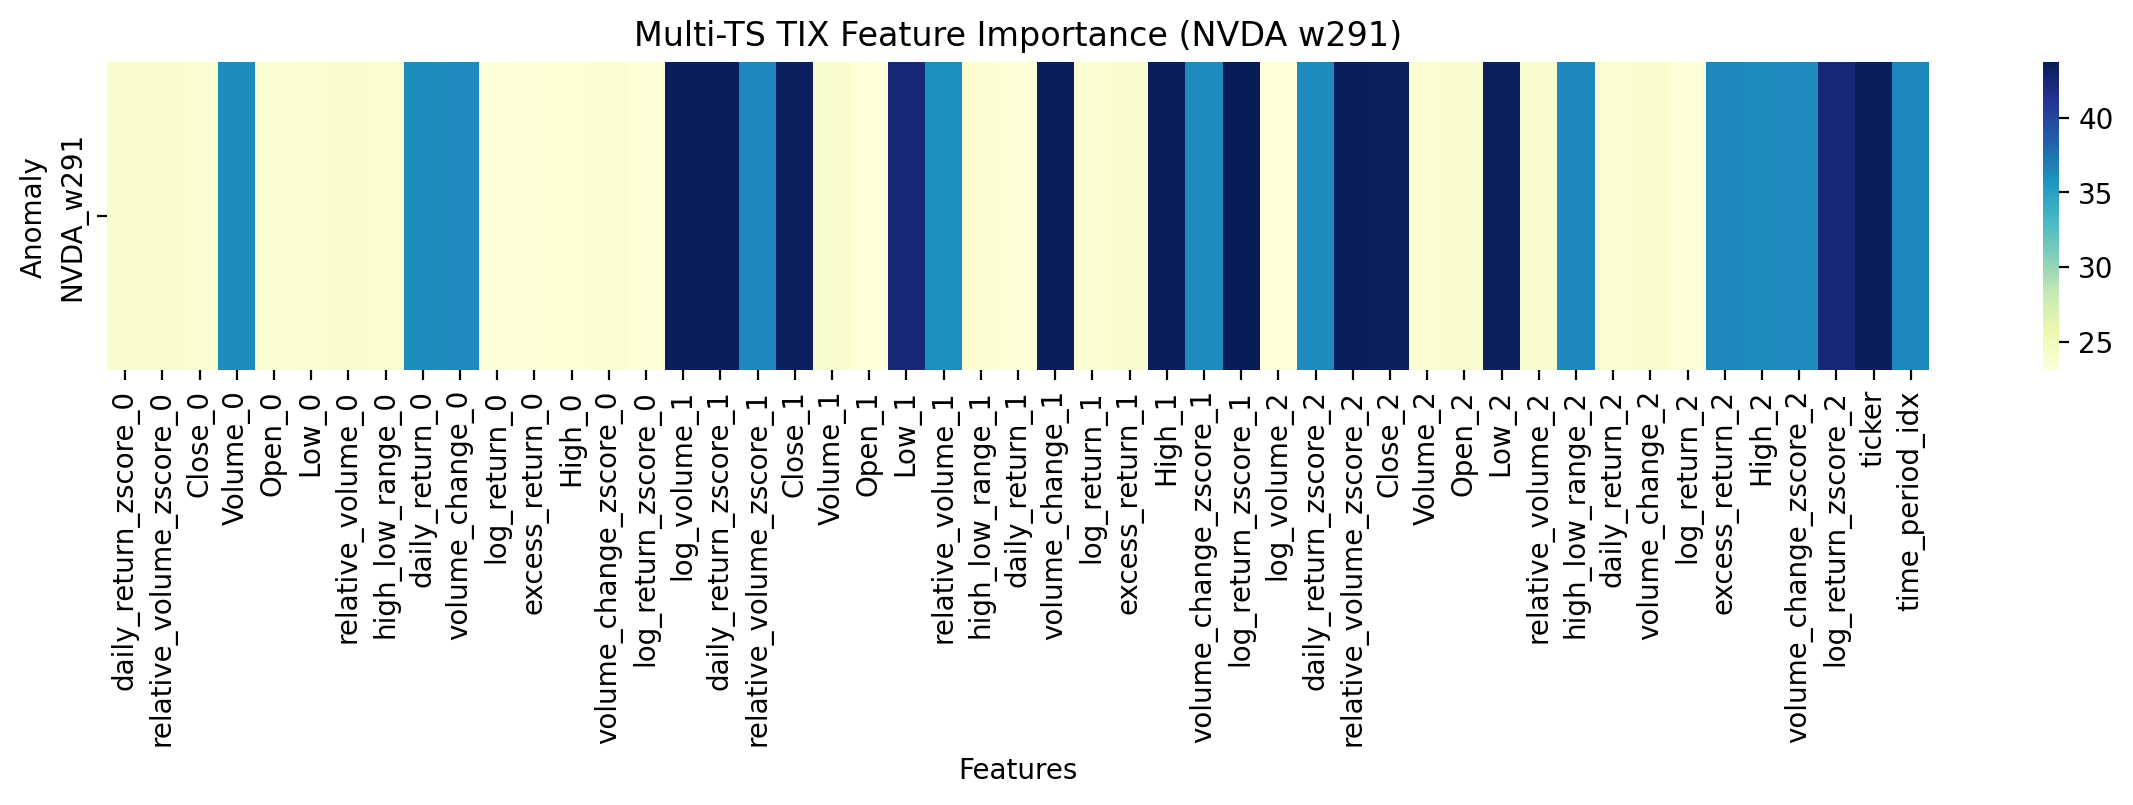 Multi-TS TIX Feature Importance (NVDA w291)
Anomaly
NVDA_w291
40
35
30
25
daily_return_zscore_0
relative_volume_zscore_0
Close_0
Volume_0
Open_0
Low_0
relative_volume_0
high_low_range_0
daily_return_0
volume_change_0
log_return_0
excess_return_0
High_0
volume_change_zscore_0
log_return_zscore_0
log_volume_1
daily_return_zscore_1
relative_volume_zscore_1
Close_1
Volume_1
Open_1
Low_1
relative_volume_1
high_low_range_1
daily_return_1
volume_change_1
log_return_1
excess_return_1
High_1
volume_change_zscore_1
log_return_zscore_1
log_volume_2
daily_return_zscore_2
relative_volume_zscore_2
Close_2
Volume_2
Open_2
Low_2
relative_volume_2
high_low_range_2
daily_return_2
volume_change_2
log_return_2
excess_return_2
High_2
volume_change_zscore_2
log_return_zscore_2
ticker
time_period_idx
Features